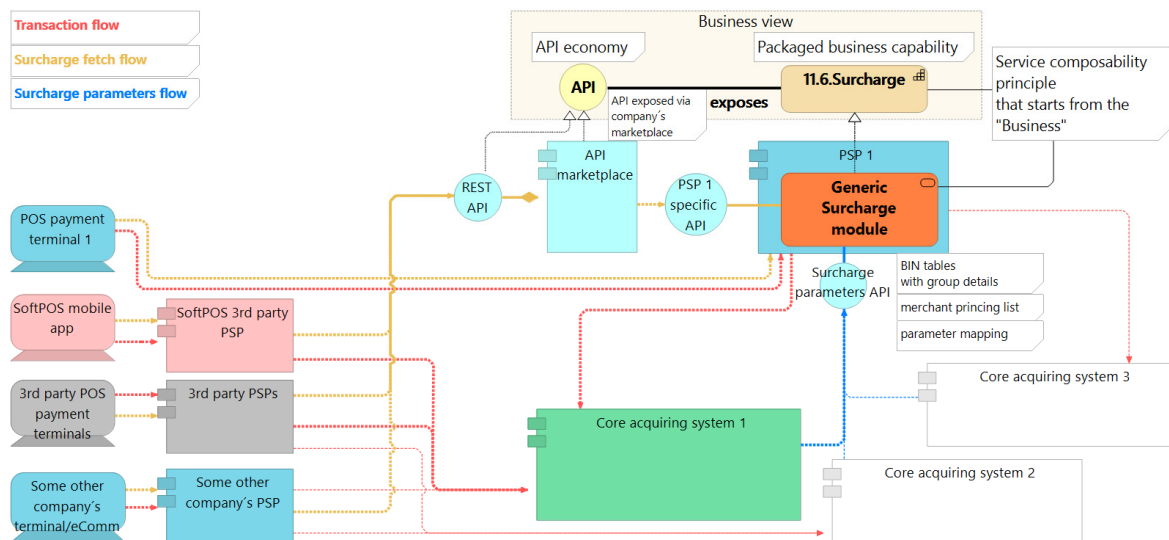 Transaction flow
Surcharge fetch flow
Surcharge parameters flow
Business view
API economy
Packaged business capability
API
11.6.Surcharge
exposes
API exposed via
company´s
marketplace
Service composability
principle
that starts from the
"Business"
REST
API
API
marketplace
PSP 1
specific
API
PSP 1
Generic
Surcharge
module
POS payment
terminal 1
Surcharge
parameters API
BIN tables
with group details
merchant princing list
parameter mapping
SoftPOS mobile
app
SoftPOS 3rd party
PSP
3rd party POS
payment
terminals
3rd party PSPs
Core acquiring system 3
Core acquiring system 1
Core acquiring system 2
Some other
company´s
terminal/eComm
Some other
company´s PSP